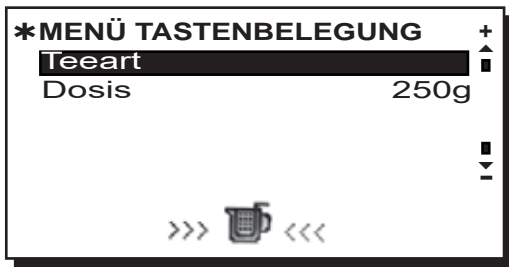 *MENÜ TASTENBELEGUNG +
Teeart
Dosis 250g
–
>>> <<<